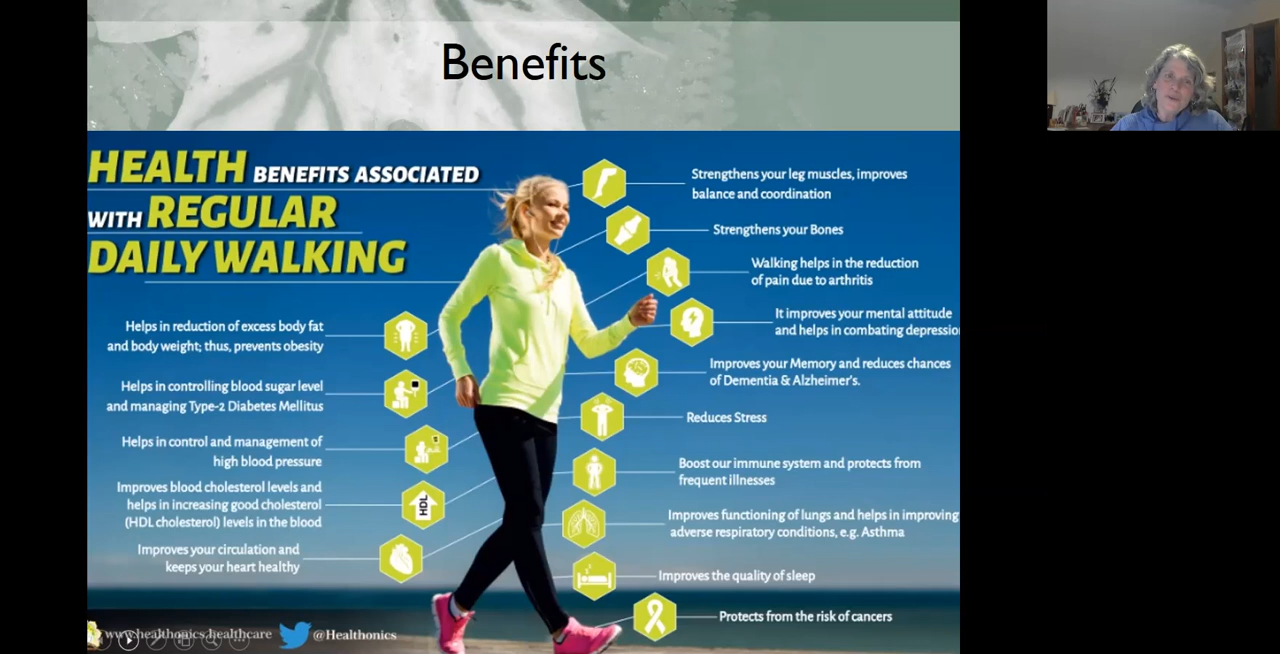 Benefits
HEALTH BENEFITS ASSOCIATED
WITH REGULAR
DAILY WALKING
Helps in reduction of excess body fat
and body weight; thus, prevents obesity
Helps in controlling blood sugar level
and managing Type-2 Diabetes Mellitus
Helps in control and management of
high blood pressure
Improves blood cholesterol levels and
helps in increasing good cholesterol
(HDL cholesterol) levels in the blood
HDL
Improves your circulation and
keeps your heart healthy
Strengthens your leg muscles, improves
balance and coordination
Strengthens your Bones
Walking helps in the reduction
of pain due to arthritis
It improves your mental attitude
and helps in combating depressio
Improves your Memory and reduces chances
of Dementia & Alzheimer's.
Reduces Stress
Boost our immune system and protects from
frequent illnesses
Improves functioning of lungs and helps in improving
adverse respiratory conditions, e.g. Asthma
Improves the quality of sleep
Protects from the risk of cancers
www.healthonics.healthcare
@Healthonics